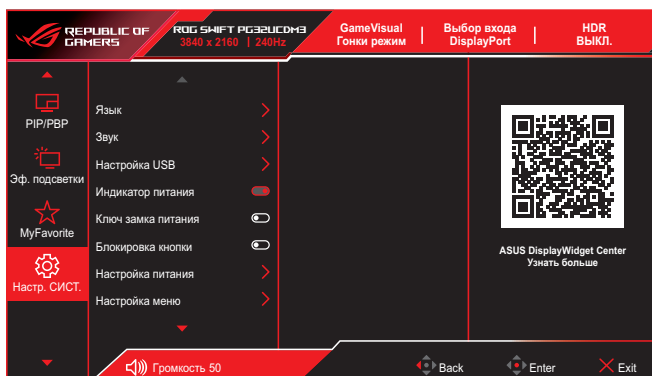 REPUBLIC OF
GAMERS
ROG SWIFT PG32UCDM3
3840 x 2160 | 240Hz
GameVisual
Гонки режим
Выбор входа
DisplayPort
HDR
ВЫКЛ.
PIP/PBP
Эф. подсветки
MyFavorite
Настр. СИСТ.
Язык
Звук
Настройка USB
Индикатор питания
Ключ замка питания
Блокировка кнопки
Настройка питания
Настройка меню
ASUS DisplayWidget Center
Узнать больше
Громкость 50
Back
Enter
Exit